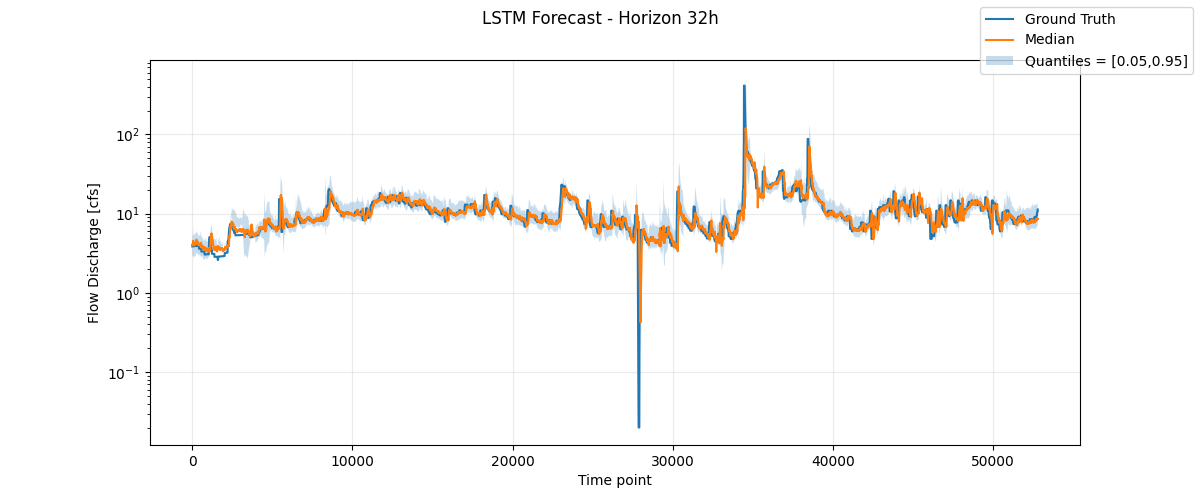 LSTM Forecast - Horizon 32h
Ground Truth
Median
Quantiles = [0.05,0.95]
Flow Discharge [cfs]
10²
10¹
10⁰
10⁻¹
0
10000
20000
30000
40000
50000
Time point